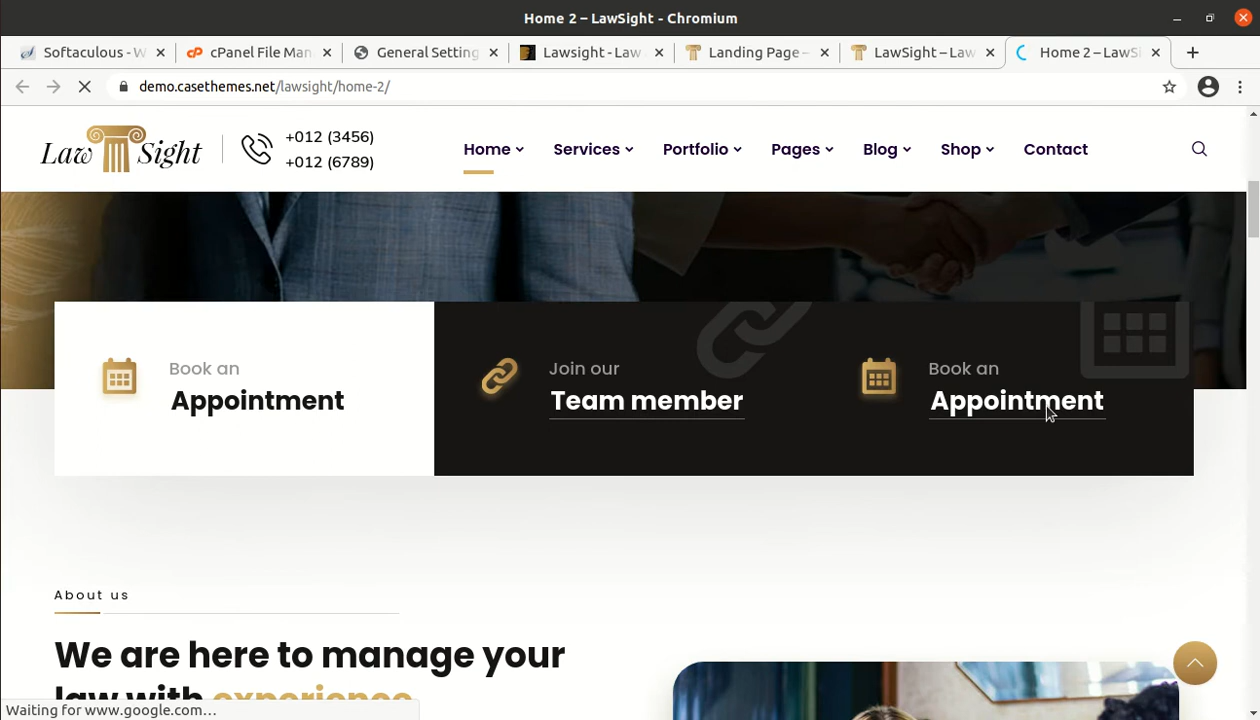 Home 2 – LawSight - Chromium
Softaculous - W
cPanel File Man
General Setting
Lawsight - Law
Landing Page –
LawSight – Law
Home 2 – LawSi
demo.casethemes.net/lawsight/home-2/
Law Sight
+012 (3456)
+012 (6789)
Home
Services
Portfolio
Pages
Blog
Shop
Contact
Book an
Appointment
Join our
Team member
Book an
Appointment
About us
We are here to manage your
law with experience
Waiting for www.google.com...